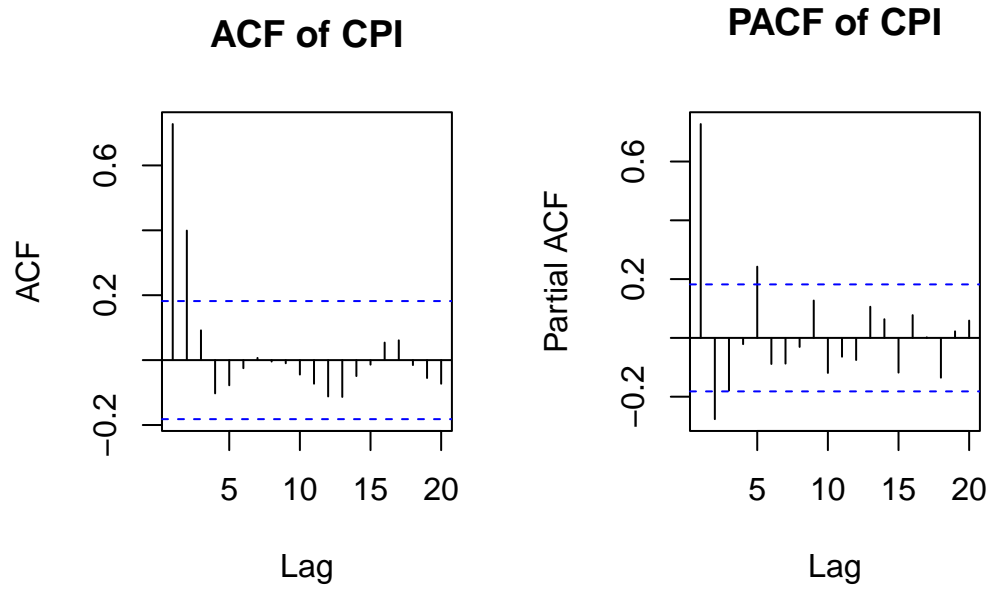 ACF of CPI
ACF
0.6
0.2
−0.2
5 10 15 20
Lag
PACF of CPI
Partial ACF
0.6
0.2
−0.2
5 10 15 20
Lag